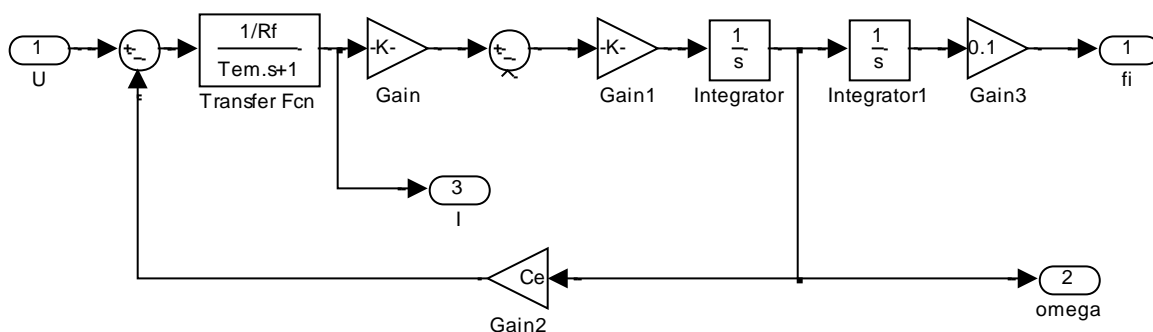 1
U
+
-
1/Rf
Tem.s+1
Transfer Fcn
-K-
Gain
+
-
-K-
Gain1
1
s
Integrator
1
s
Integrator1
0.1
Gain3
1
fi
3
I
Ce
Gain2
2
omega